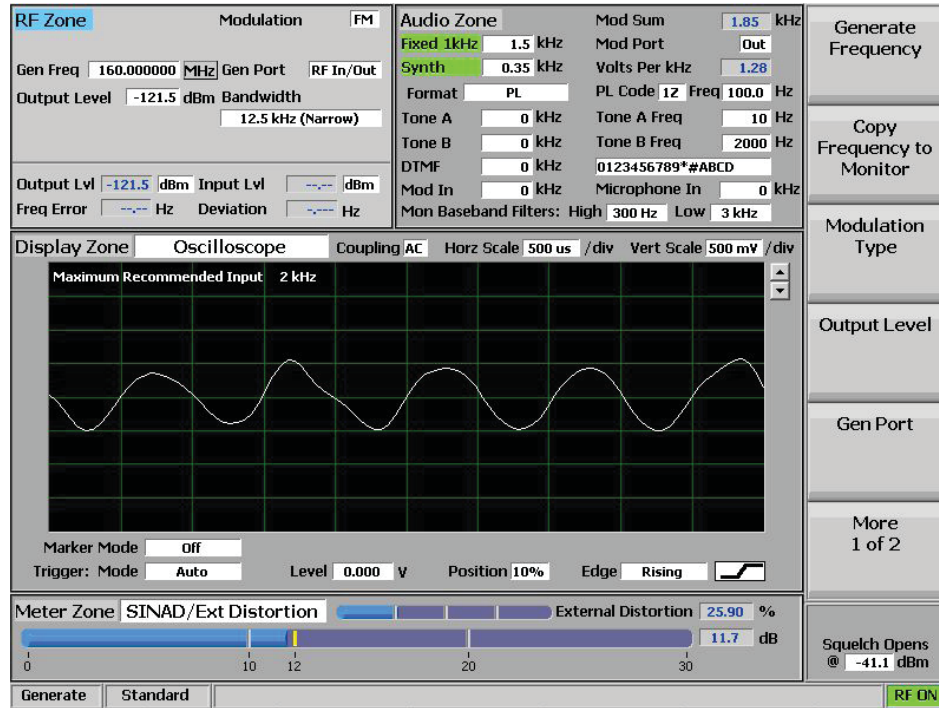 RF Zone Modulation FM
Gen Freq 160.000000 MHz Gen Port RF In/Out
Output Level -121.5 dBm Bandwidth
12.5 kHz (Narrow)
Output Lvl -121.5 dBm Input Lvl --.-- dBm
Freq Error --.-- Hz Deviation -.--- Hz
Audio Zone Mod Sum 1.85 kHz
Fixed 1kHz 1.5 kHz Mod Port Out
Synth 0.35 kHz Volts Per kHz 1.28
Format PL PL Code 1Z Freq 100.0 Hz
Tone A 0 kHz Tone A Freq 10 Hz
Tone B 0 kHz Tone B Freq 2000 Hz
DTMF 0 kHz 0123456789*#ABCD
Mod In 0 kHz Microphone In 0 kHz
Mon Baseband Filters: High 300 Hz Low 3 kHz
Display Zone Oscilloscope Coupling AC Horz Scale 500 us /div Vert Scale 500 mV /div
Maximum Recommended Input 2 kHz
Marker Mode Off
Trigger: Mode Auto Level 0.000 V Position 10% Edge Rising
Meter Zone SINAD/Ext Distortion External Distortion 25.90 %
11.7 dB
0 10 12 20 30
Generate Standard
Generate
Frequency
Copy
Frequency to
Monitor
Modulation
Type
Output Level
Gen Port
More
1 of 2
Squelch Opens
@ -41.1 dBm
RF ON